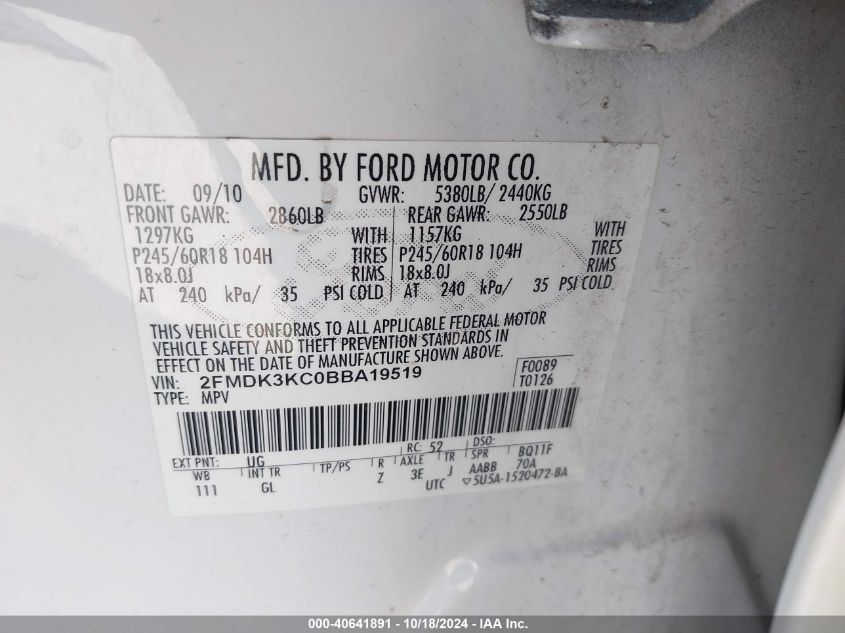 MFD. BY FORD MOTOR CO.
DATE: 09/10 GVWR: 5380LB/ 2440KG
FRONT GAWR: 2860LB REAR GAWR: 2550LB
1297KG WITH 1157KG WITH
P245/60R18 104H TIRES P245/60R18 104H TIRES
18x8.0J RIMS 18x8.0J RIMS
AT 240 kPa/ 35 PSI COLD AT 240 kPa/ 35 PSI COLD
THIS VEHICLE CONFORMS TO ALL APPLICABLE FEDERAL MOTOR
VEHICLE SAFETY AND THEFT PREVENTION STANDARDS IN
EFFECT ON THE DATE OF MANUFACTURE SHOWN ABOVE.
VIN: 2FMDK3KC0BBA19519 F0089
TYPE: MPV T0126
EXT PNT: UG RC: 52 DSO:
WB INT TR TP/PS R AXLE TR SPR BQ11F
111 GL Z 3E J AABB 70A
UTC ▽5U5A-1520472-BA
000-40641891 - 10/18/2024 - IAA Inc.